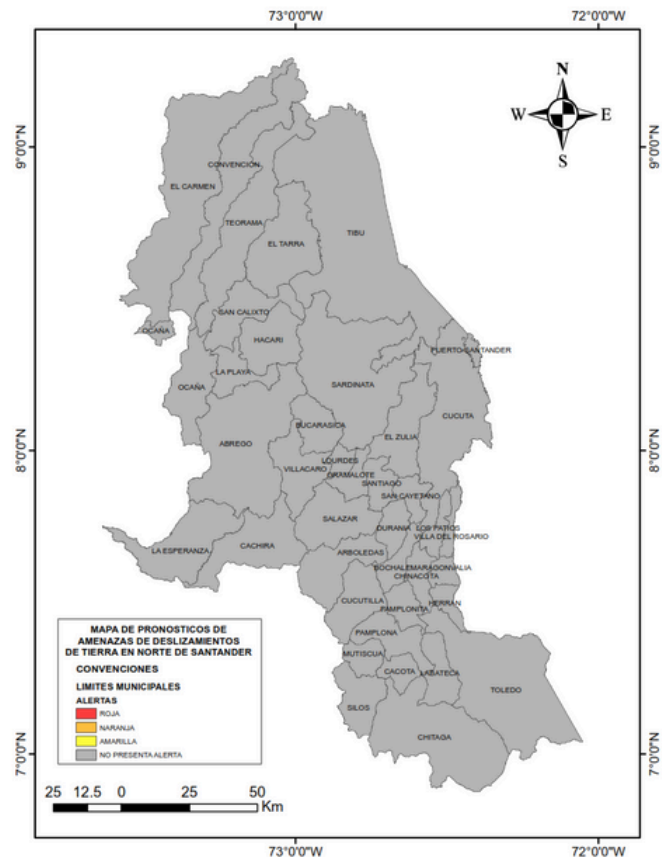 73°0'0"W 72°0'0"W
N
W E
S
9°0'0"N 9°0'0"N
CONVENCION
EL CARMEN
TEORAMA
TIBU
EL TARRA
SAN CALIXTO
OCAÑA
HACARI
PUERTO SANTANDER
LA PLAYA
OCAÑA
SARDINATA
CUCUTA
BUCARASICA
EL ZULIA
ABREGO
8°0'0"N 8°0'0"N
LOURDES
VILLACARO
GRAMALOTE
SANTIAGO
SAN CAYETANO
SALAZAR
DURANIA
LOS PATIOS
VILLA DEL ROSARIO
CACHIRA
LA ESPERANZA
ARBOLEDAS
BOCHALEMARAGONVALIA
CHINACOTA
CUCUTILLA
HERRAN
PAMPLONITA
PAMPLONA
MUTISCUA
CACOTA
LABATECA
TOLEDO
SILOS
CHITAGA
MAPA DE PRONOSTICOS DE
AMENAZAS DE DESLIZAMIENTOS
DE TIERRA EN NORTE DE SANTANDER
CONVENCIONES
LIMITES MUNICIPALES
ALERTAS
ROJA
NARANJA
AMARILLA
NO PRESENTA ALERTA
7°0'0"N 7°0'0"N
25 12.5 0 25 50
Km
73°0'0"W 72°0'0"W